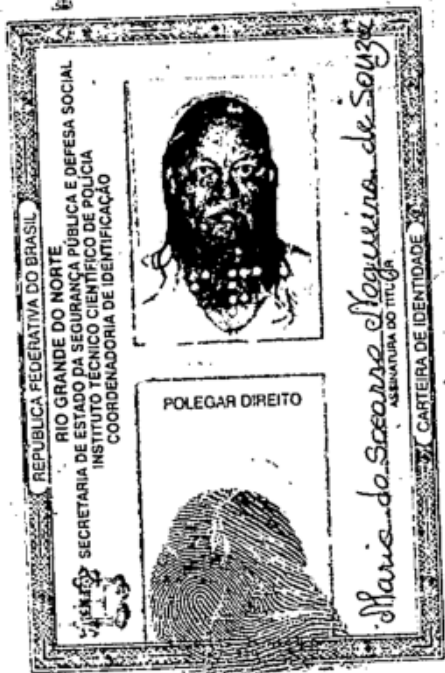 REPÚBLICA FEDERATIVA DO BRASIL
RIO GRANDE DO NORTE
SECRETARIA DE ESTADO DA SEGURANÇA PÚBLICA E DEFESA SOCIAL
INSTITUTO TÉCNICO CIENTÍFICO DE POLÍCIA
COORDENADORIA DE IDENTIFICAÇÃO
POLEGAR DIREITO
Maria do Socorro Nogueira de Souza
ASSINATURA DO TITULAR
CARTEIRA DE IDENTIDADE